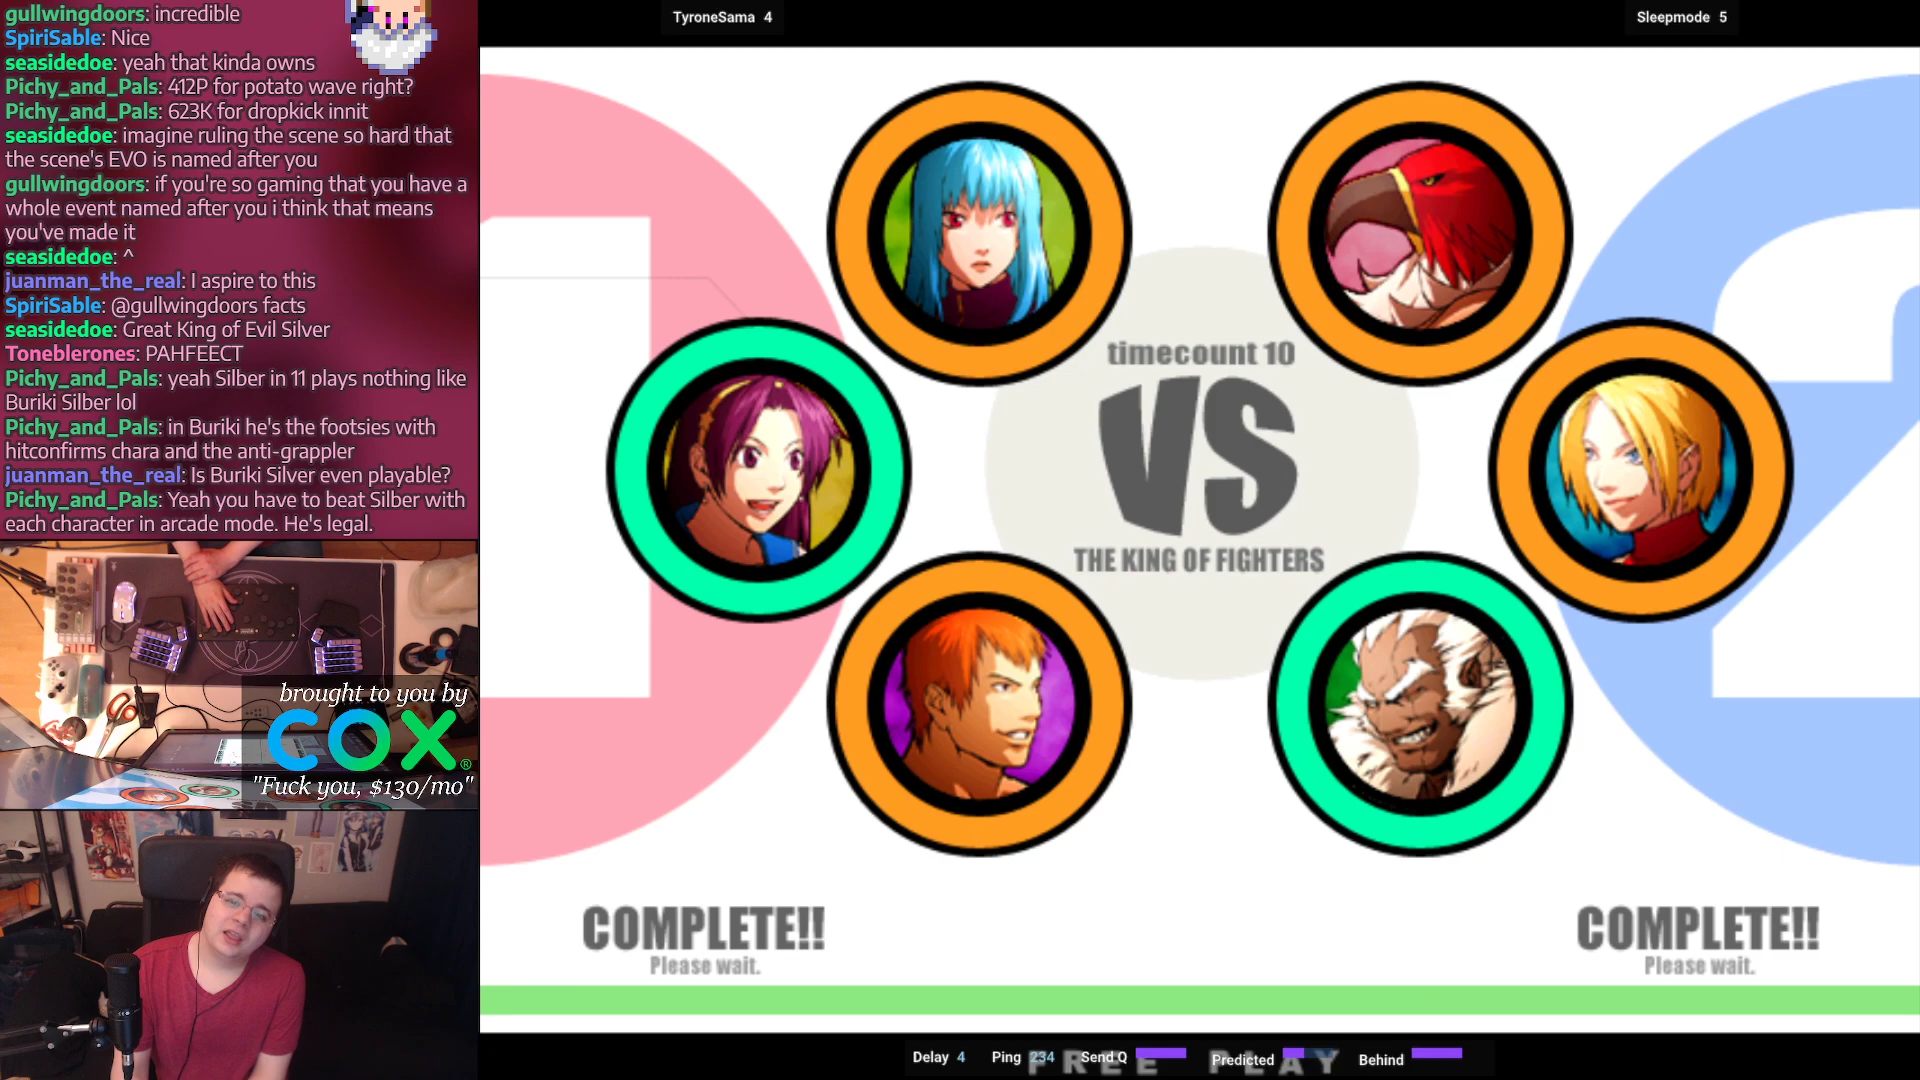 gullwingdoors: incredible
SpiriSable: Nice
seasidedoe: yeah that kinda owns
Pichy_and_Pals: 412P for potato wave right?
Pichy_and_Pals: 623K for dropkick innit
seasidedoe: imagine ruling the scene so hard that
the scene's EVO is named after you
gullwingdoors: if you're so gaming that you have a
whole event named after you i think that means
you've made it
seasidedoe: ^
juanman_the_real: I aspire to this
SpiriSable: @gullwingdoors facts
seasidedoe: Great King of Evil Silver
Toneblerones: PAHFEECT
Pichy_and_Pals: yeah Silber in 11 plays nothing like
Buriki Silber lol
Pichy_and_Pals: in Buriki he's the footsies with
hitconfirms chara and the anti-grappler
juanman_the_real: Is Buriki Silver even playable?
Pichy_and_Pals: Yeah you have to beat Silber with
each character in arcade mode. He's legal.
brought to you by
COX®
"Fuck you, $130/mo"
TyroneSama 4
Sleepmode 5
1
2
timecount 10
VS
THE KING OF FIGHTERS
COMPLETE!!
Please wait.
COMPLETE!!
Please wait.
FREE PLAY
Delay 4 Ping 234 Send Q Predicted Behind